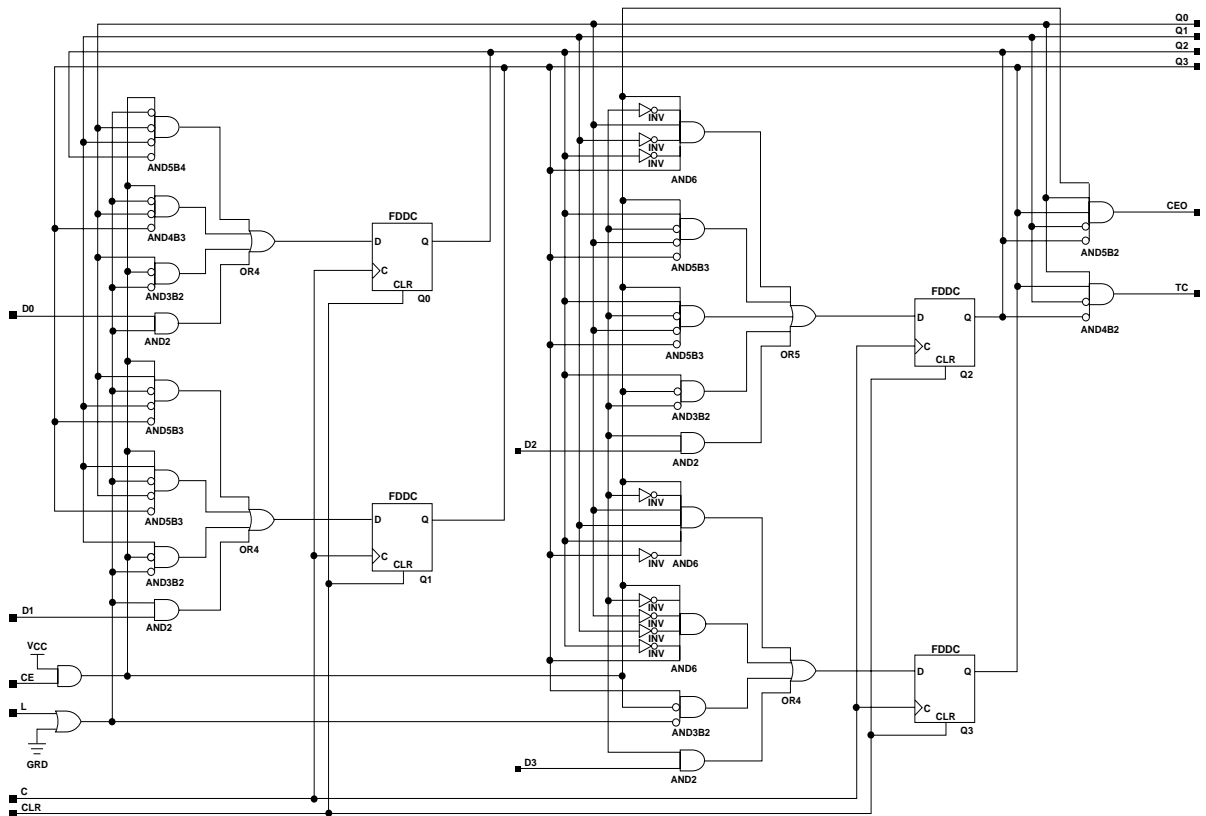 Q0
Q1
Q2
Q3
INV
AND5B4
INV
INV
AND6
CEO
AND4B3
FDDC
D Q
C
CLR
Q0
OR4
AND5B3
AND5B2
AND3B2
TC
D0
AND2
FDDC
D Q
C
CLR
Q2
AND4B2
AND5B3
OR5
AND5B3
AND3B2
D2
AND2
AND5B3
FDDC
D Q
C
CLR
Q1
OR4
INV
AND3B2
INV
AND6
D1
AND2
INV
INV
INV
INV
AND6
VCC
CE
FDDC
D Q
C
CLR
Q3
OR4
L
AND3B2
GRD
D3
AND2
C
CLR